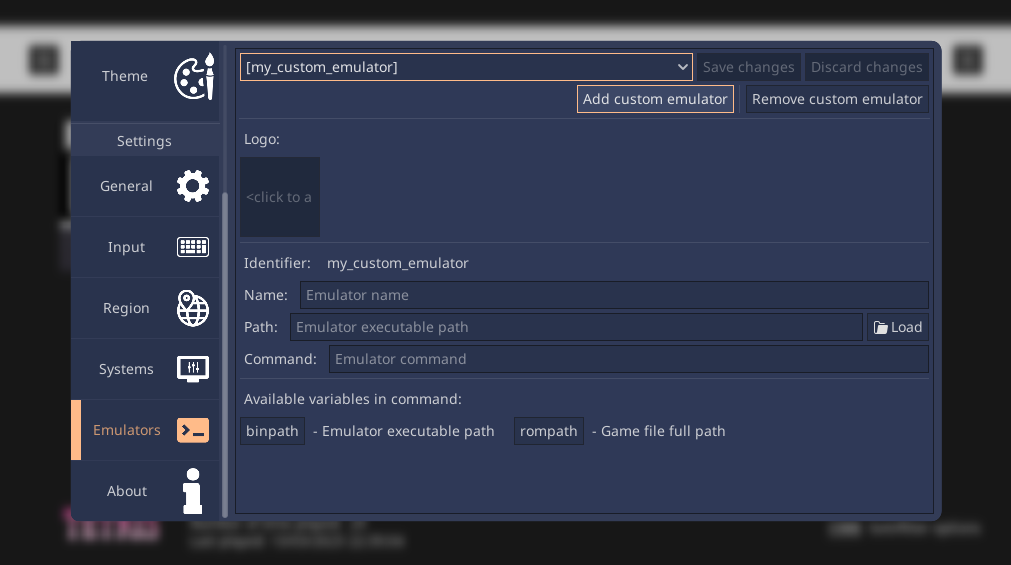 Theme
Settings
General
Input
Region
Systems
Emulators
About
[my_custom_emulator]
Save changes
Discard changes
Add custom emulator
Remove custom emulator
Logo:
<click to a
Identifier: my_custom_emulator
Name: Emulator name
Path: Emulator executable path Load
Command: Emulator command
Available variables in command:
binpath - Emulator executable path rompath - Game file full path